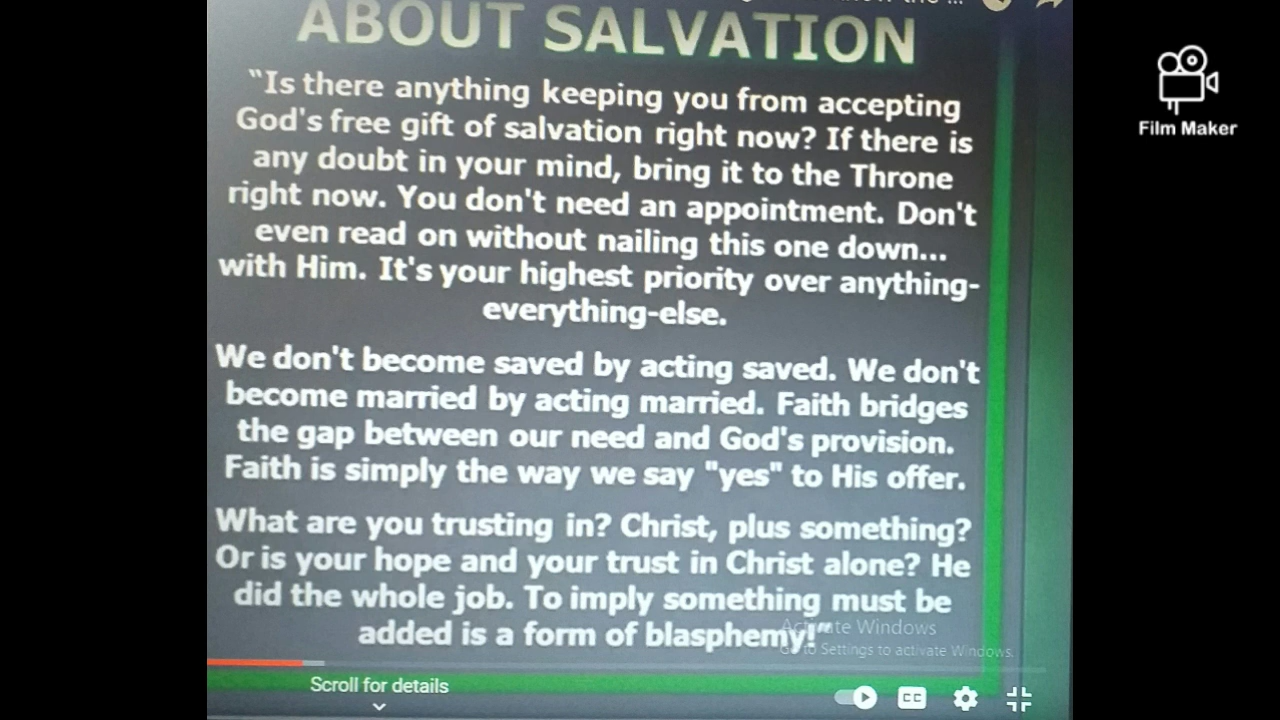 ABOUT SALVATION
"Is there anything keeping you from accepting
God's free gift of salvation right now? If there is
any doubt in your mind, bring it to the Throne
right now. You don't need an appointment. Don't
even read on without nailing this one down...
with Him. It's your highest priority over anything-
everything-else.
We don't become saved by acting saved. We don't
become married by acting married. Faith bridges
the gap between our need and God's provision.
Faith is simply the way we say "yes" to His offer.
What are you trusting in? Christ, plus something?
Or is your hope and your trust in Christ alone? He
did the whole job. To imply something must be
added is a form of blasphemy!"
Activate Windows
Go to Settings to activate Windows.
Scroll for details
CC
Film Maker